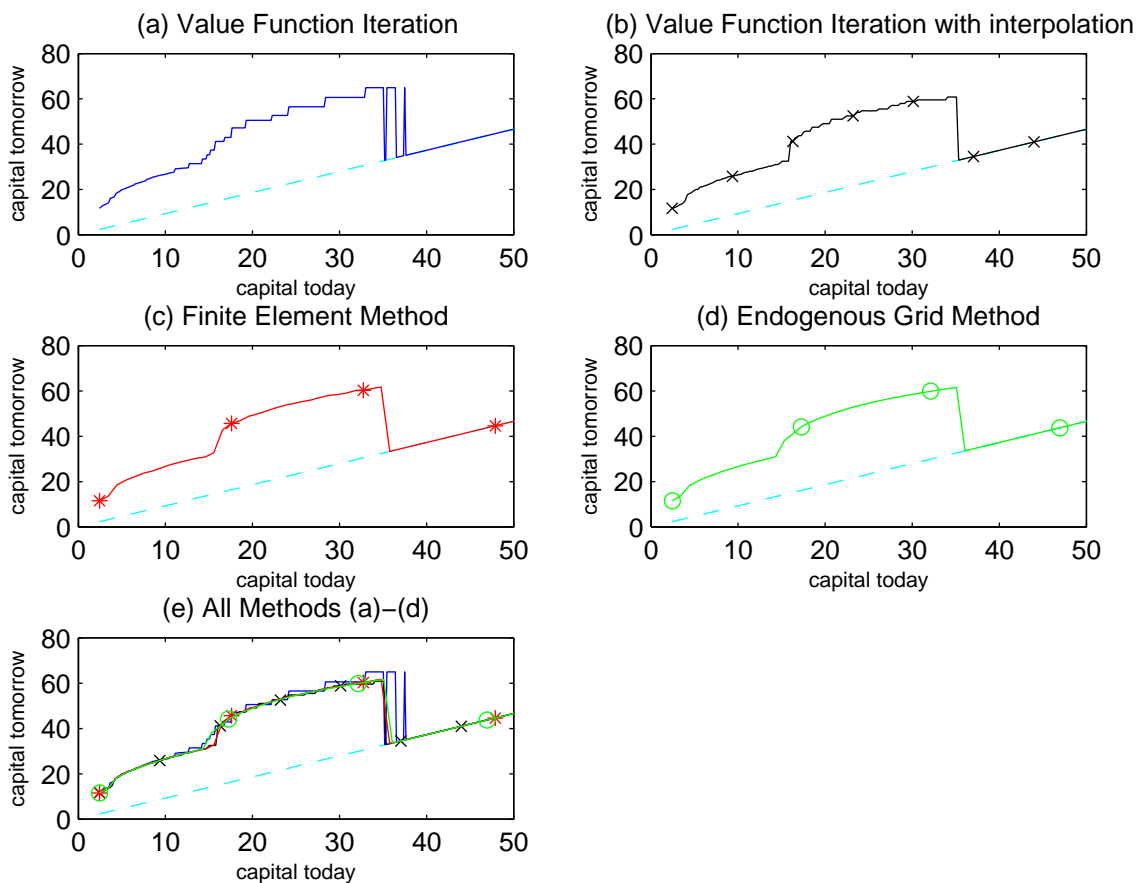 (a) Value Function Iteration
80
60
40
20
0
capital tomorrow
0 10 20 30 40 50
capital today
(b) Value Function Iteration with interpolation
80
60
40
20
0
capital tomorrow
0 10 20 30 40 50
capital today
(c) Finite Element Method
80
60
40
20
0
capital tomorrow
0 10 20 30 40 50
capital today
(d) Endogenous Grid Method
80
60
40
20
0
capital tomorrow
0 10 20 30 40 50
capital today
(e) All Methods (a)−(d)
80
60
40
20
0
capital tomorrow
0 10 20 30 40 50
capital today